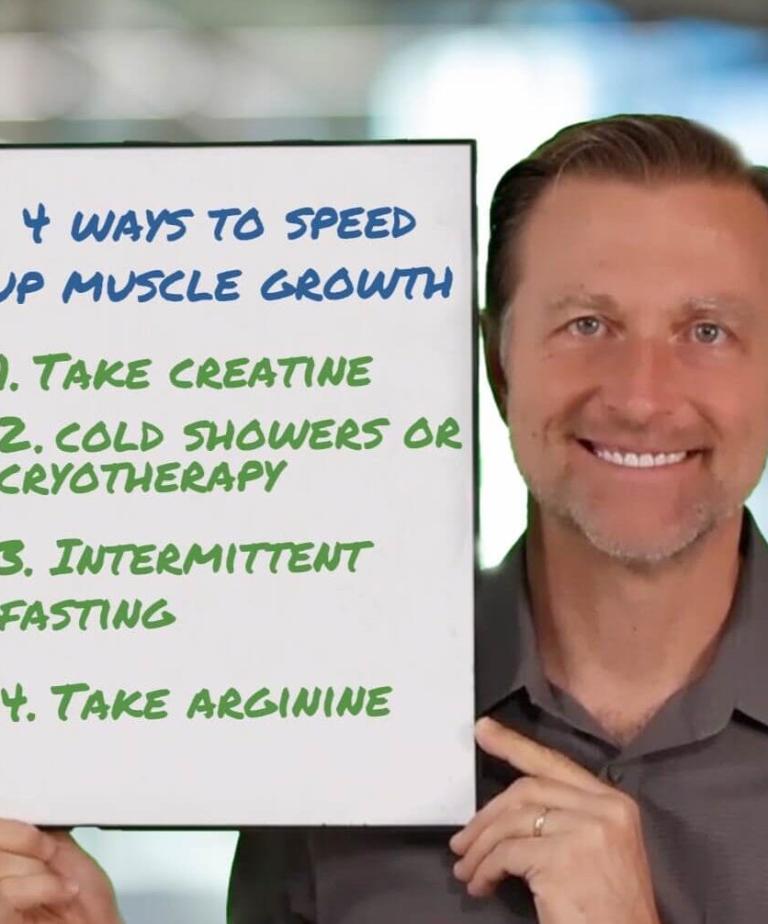 4 WAYS TO SPEED
UP MUSCLE GROWTH
1. TAKE CREATINE
2. COLD SHOWERS OR
CRYOTHERAPY
3. INTERMITTENT
FASTING
4. TAKE ARGININE